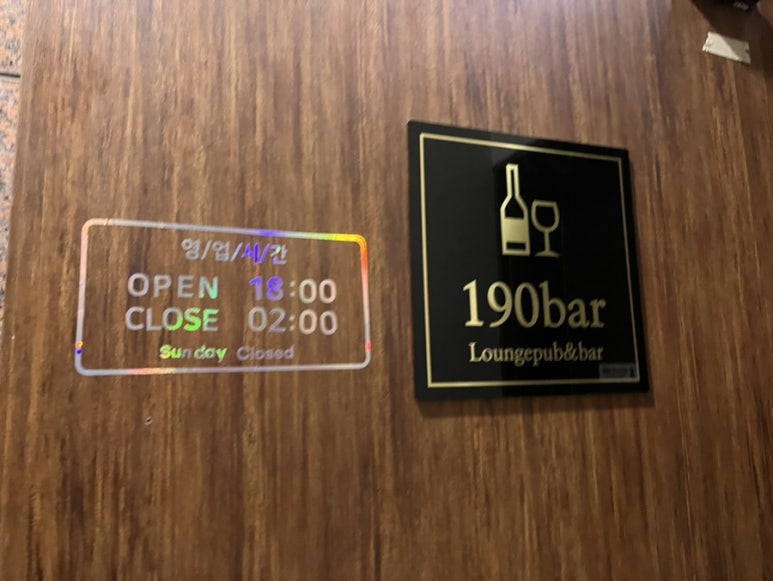 영/업/시/간
OPEN 18:00
CLOSE 02:00
Sunday Closed
190bar
Loungepub&bar